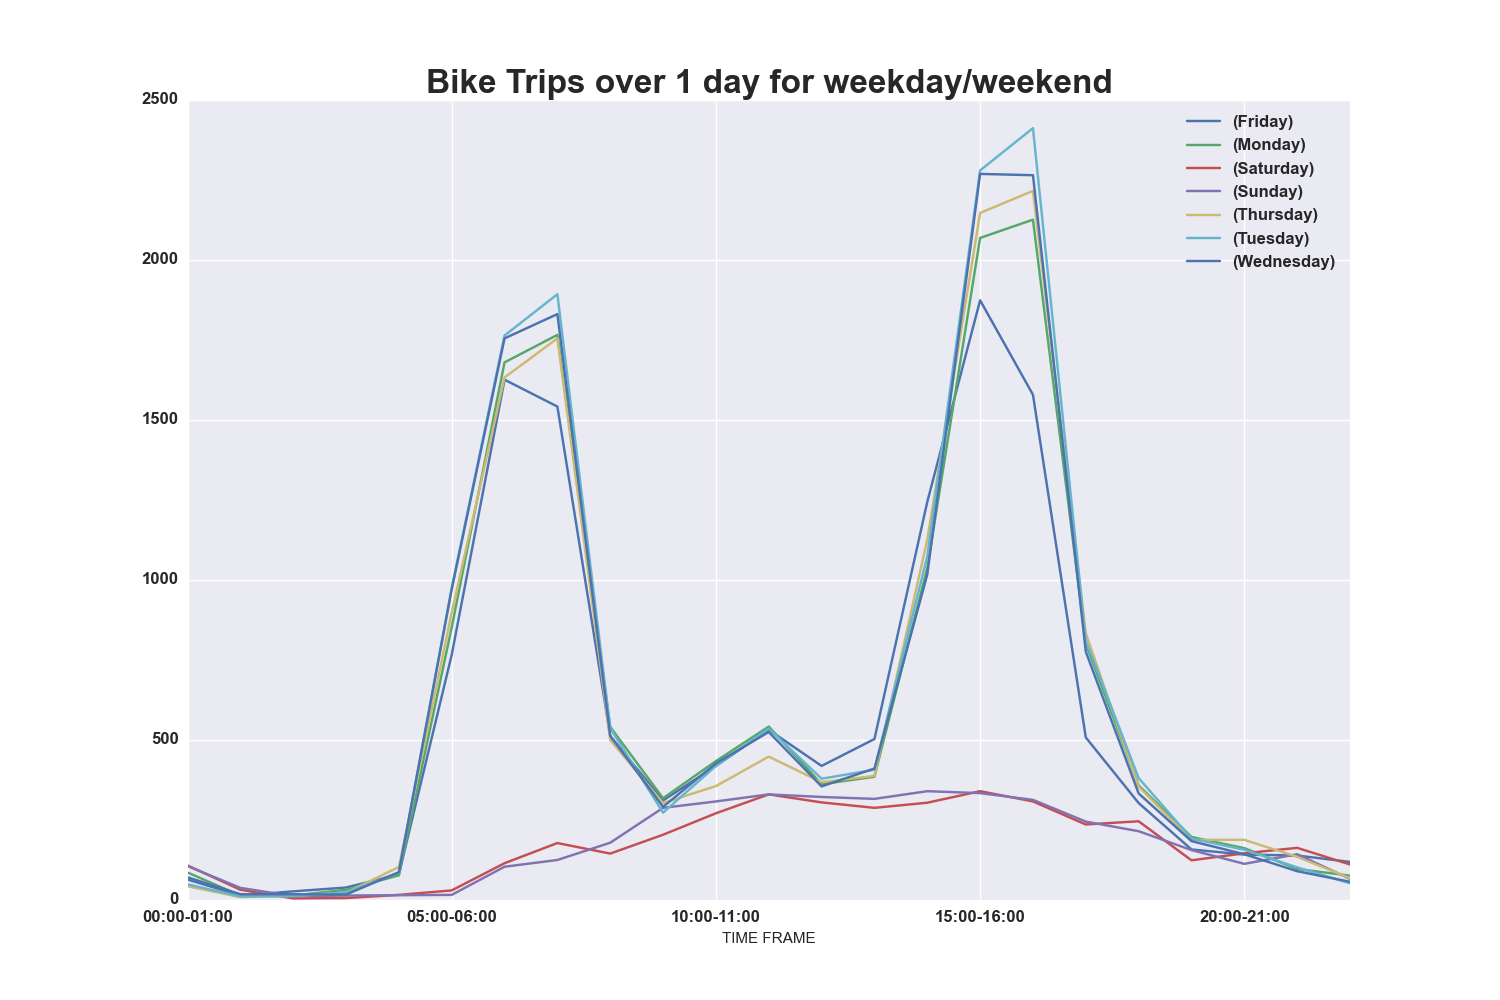 Bike Trips over 1 day for weekday/weekend
2500
2000
1500
1000
500
0
(Friday)
(Monday)
(Saturday)
(Sunday)
(Thursday)
(Tuesday)
(Wednesday)
00:00-01:00 05:00-06:00 10:00-11:00 15:00-16:00 20:00-21:00
TIME FRAME